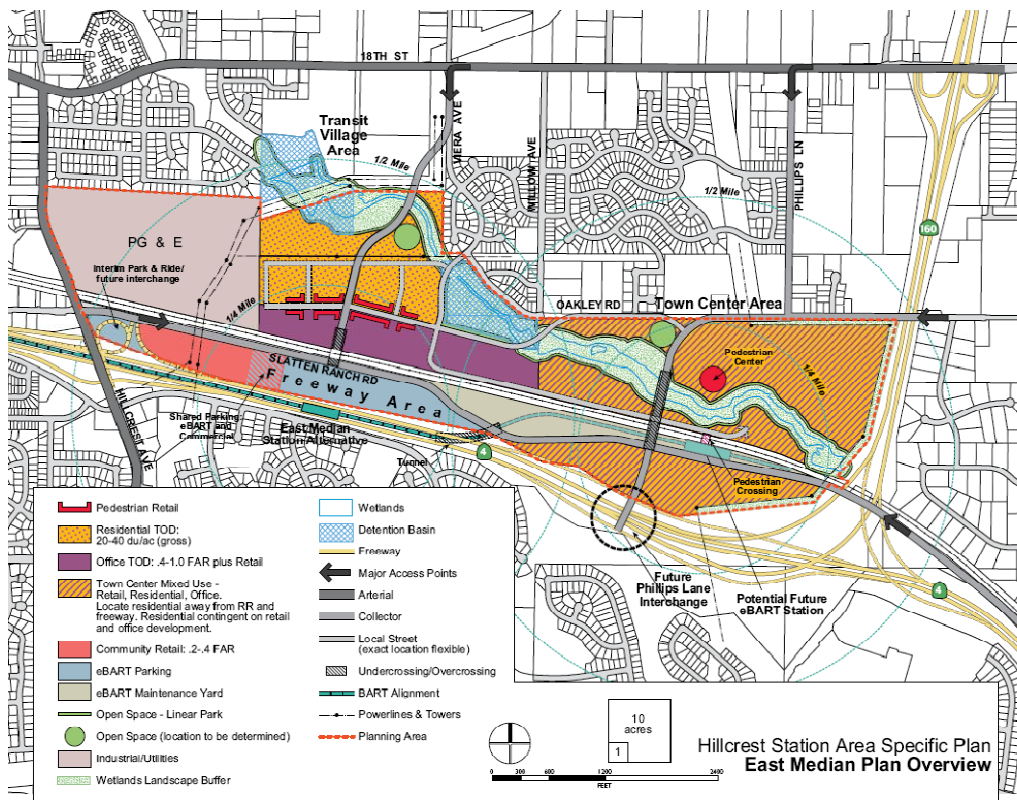 18TH ST
Transit
Village
Area
VIERA AVE
WILLOW AVE
PHILLIPS LN
1/2 Mile
1/2 Mile
160
PG & E
Interim Park & Ride/
future interchange
1/4 Mile
OAKLEY RD
Town Center Area
Pedestrian
Center
1/4 Mile
SLATTEN RANCH RD
Freeway Area
HILLCREST AVE
Shared Parking:
eBART and
Commercial
East Median
Station Alternative
Tunnel
4
Pedestrian
Crossing
Future
Phillips Lane
Interchange
Potential Future
eBART Station
4
Pedestrian Retail
Residential TOD:
20-40 du/ac (gross)
Office TOD: .4-1.0 FAR plus Retail
Town Center Mixed Use -
Retail, Residential, Office.
Locate residential away from RR and
freeway. Residential contingent on retail
and office development.
Community Retail: .2-.4 FAR
eBART Parking
eBART Maintenance Yard
Open Space - Linear Park
Open Space (location to be determined)
Industrial/Utilities
Wetlands Landscape Buffer
Wetlands
Detention Basin
Freeway
Major Access Points
Arterial
Collector
Local Street
(exact location flexible)
Undercrossing/Overcrossing
BART Alignment
Powerlines & Towers
Planning Area
10
acres
1
0 300 600 1200 2400
FEET
Hillcrest Station Area Specific Plan
East Median Plan Overview